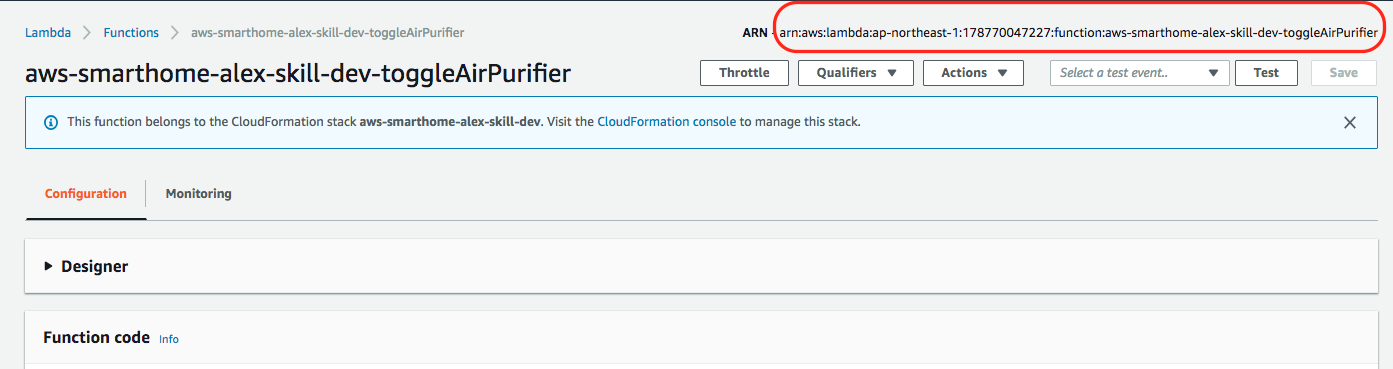 Lambda > Functions > aws-smarthome-alex-skill-dev-toggleAirPurifier
ARN - arn:aws:lambda:ap-northeast-1:178770047227:function:aws-smarthome-alex-skill-dev-toggleAirPurifier
aws-smarthome-alex-skill-dev-toggleAirPurifier
Throttle
Qualifiers
Actions
Select a test event..
Test
Save
This function belongs to the CloudFormation stack aws-smarthome-alex-skill-dev. Visit the CloudFormation console to manage this stack.
Configuration
Monitoring
Designer
Function code Info